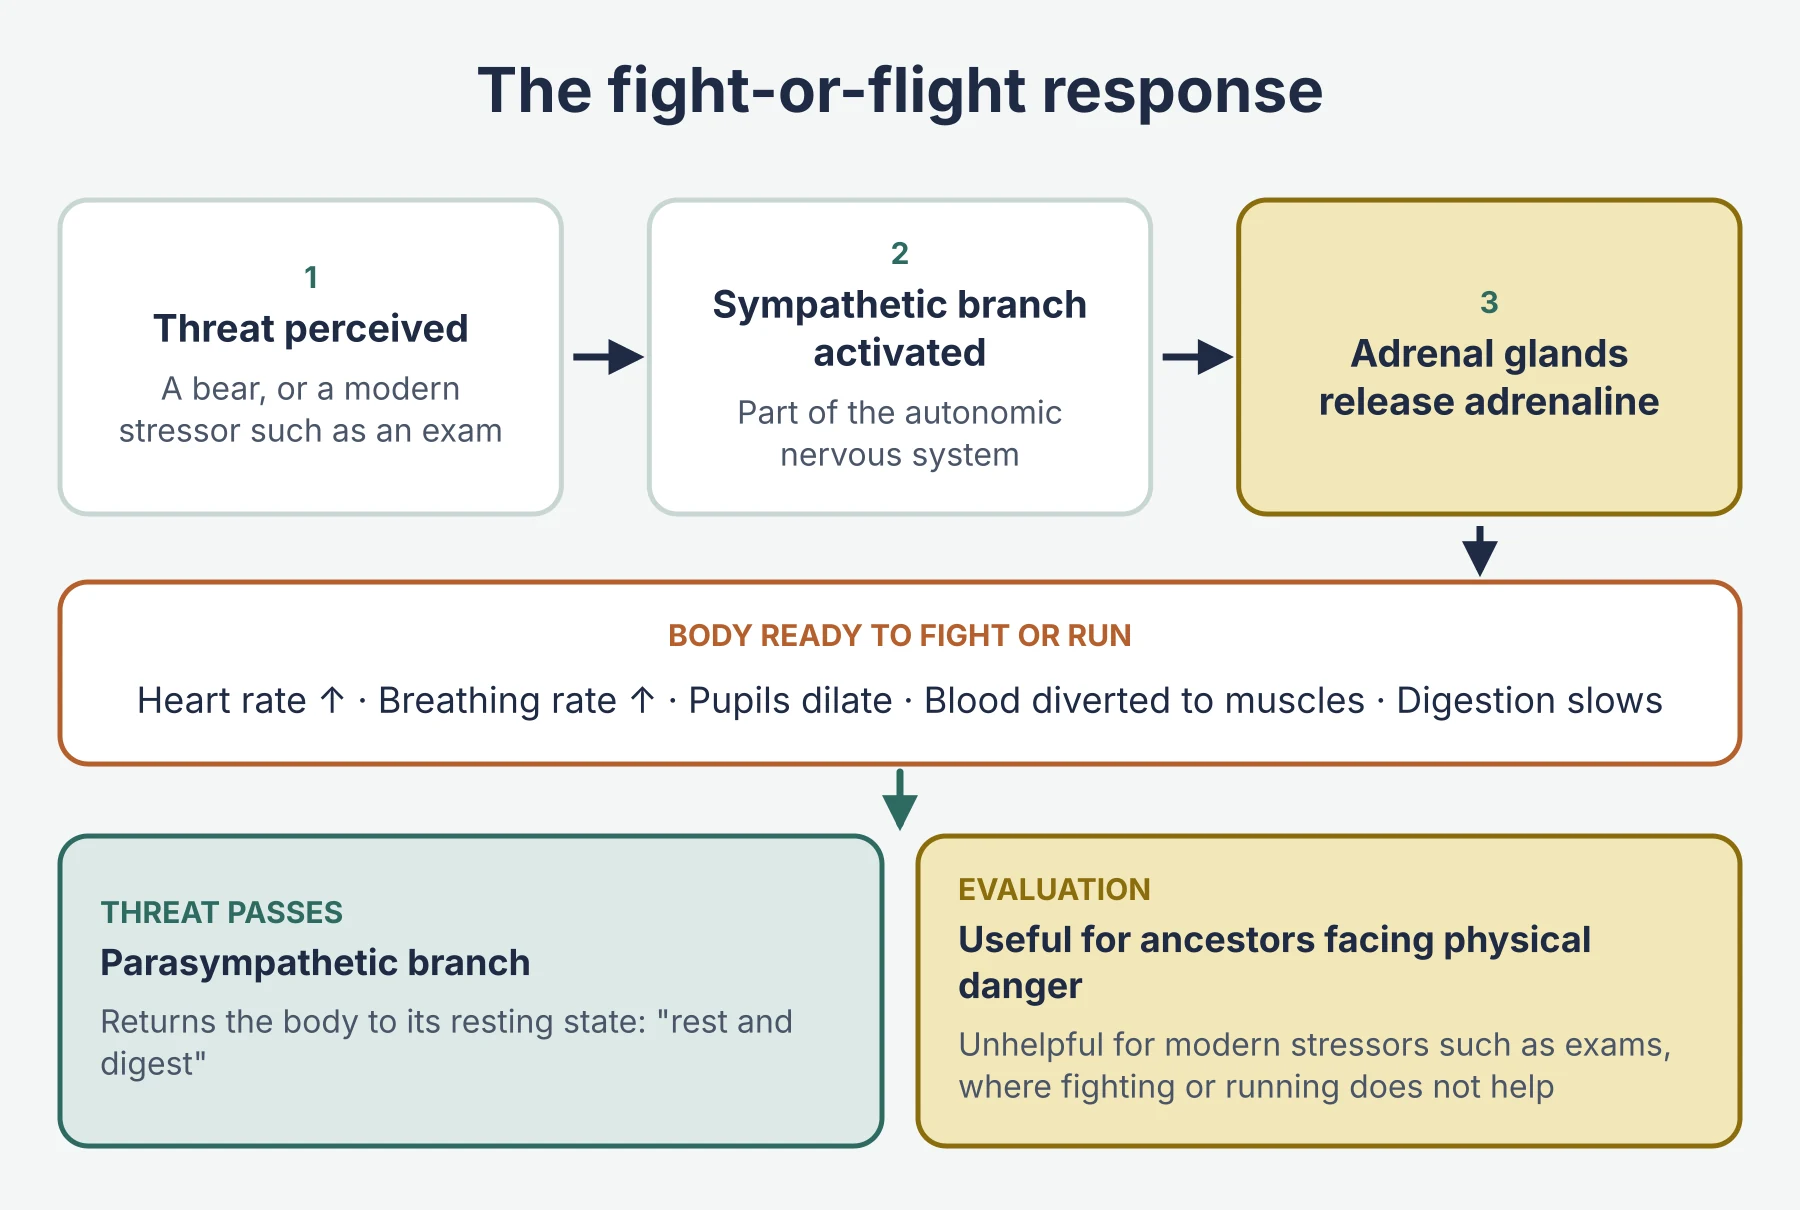 The fight-or-flight response
1
Threat perceived
A bear, or a modern
stressor such as an exam
2
Sympathetic branch
activated
Part of the autonomic
nervous system
3
Adrenal glands
release adrenaline
BODY READY TO FIGHT OR RUN
Heart rate ↑ · Breathing rate ↑ · Pupils dilate · Blood diverted to muscles · Digestion slows
THREAT PASSES
Parasympathetic branch
Returns the body to its resting state: "rest and
digest"
EVALUATION
Useful for ancestors facing physical
danger
Unhelpful for modern stressors such as exams,
where fighting or running does not help